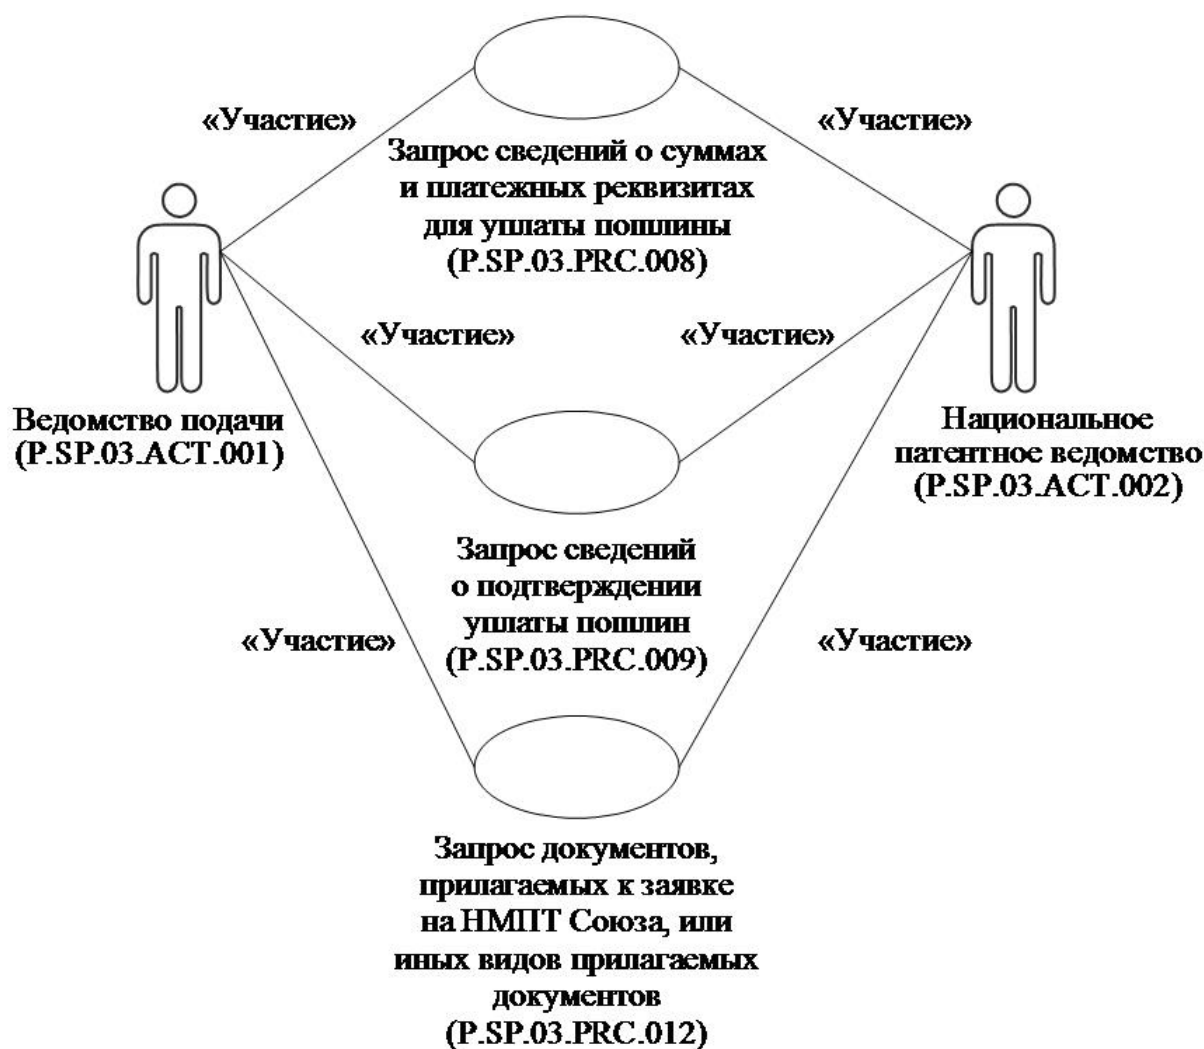 «Участие»
«Участие»
Запрос сведений о суммах
и платежных реквизитах
для уплаты пошлины
(P.SP.03.PRC.008)
«Участие»
«Участие»
Ведомство подачи
(P.SP.03.ACT.001)
Национальное
патентное ведомство
(P.SP.03.ACT.002)
Запрос сведений
о подтверждении
уплаты пошлин
(P.SP.03.PRC.009)
«Участие»
«Участие»
Запрос документов,
прилагаемых к заявке
на НМПТ Союза, или
иных видов прилагаемых
документов
(P.SP.03.PRC.012)